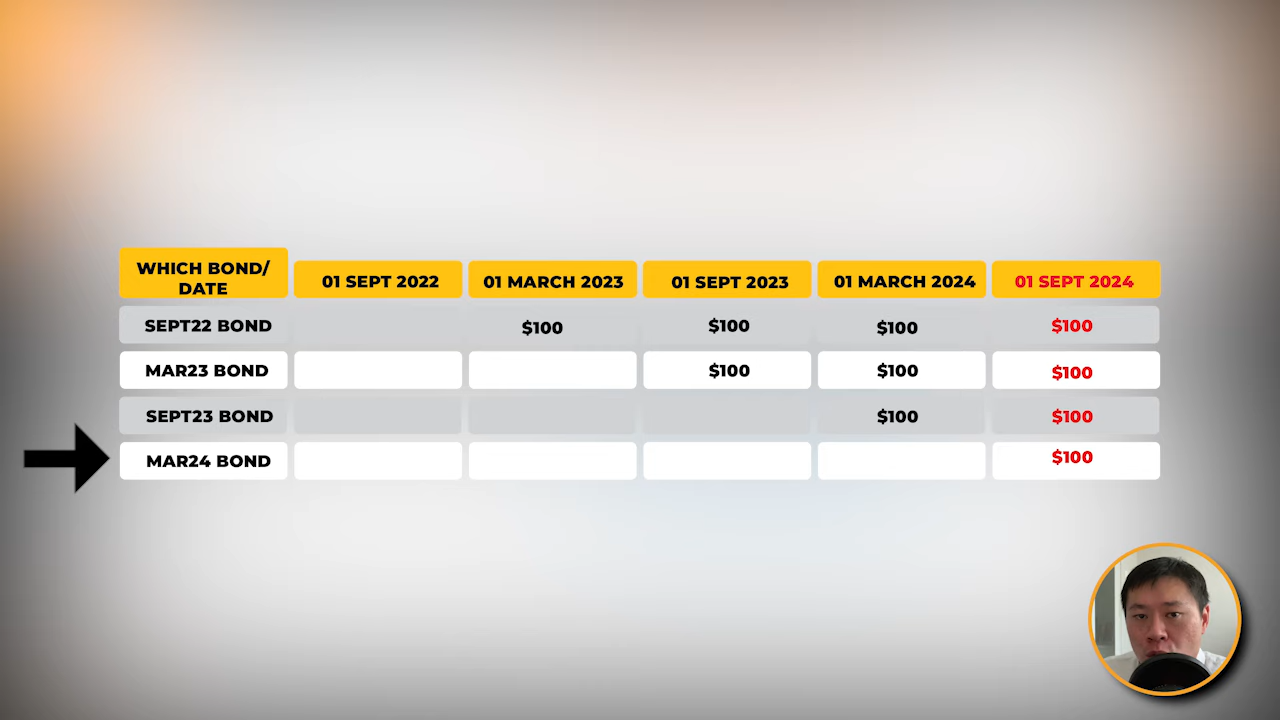 WHICH BOND/
DATE
01 SEPT 2022
01 MARCH 2023
01 SEPT 2023
01 MARCH 2024
01 SEPT 2024
SEPT22 BOND
$100
$100
$100
$100
MAR23 BOND
$100
$100
$100
SEPT23 BOND
$100
$100
MAR24 BOND
$100